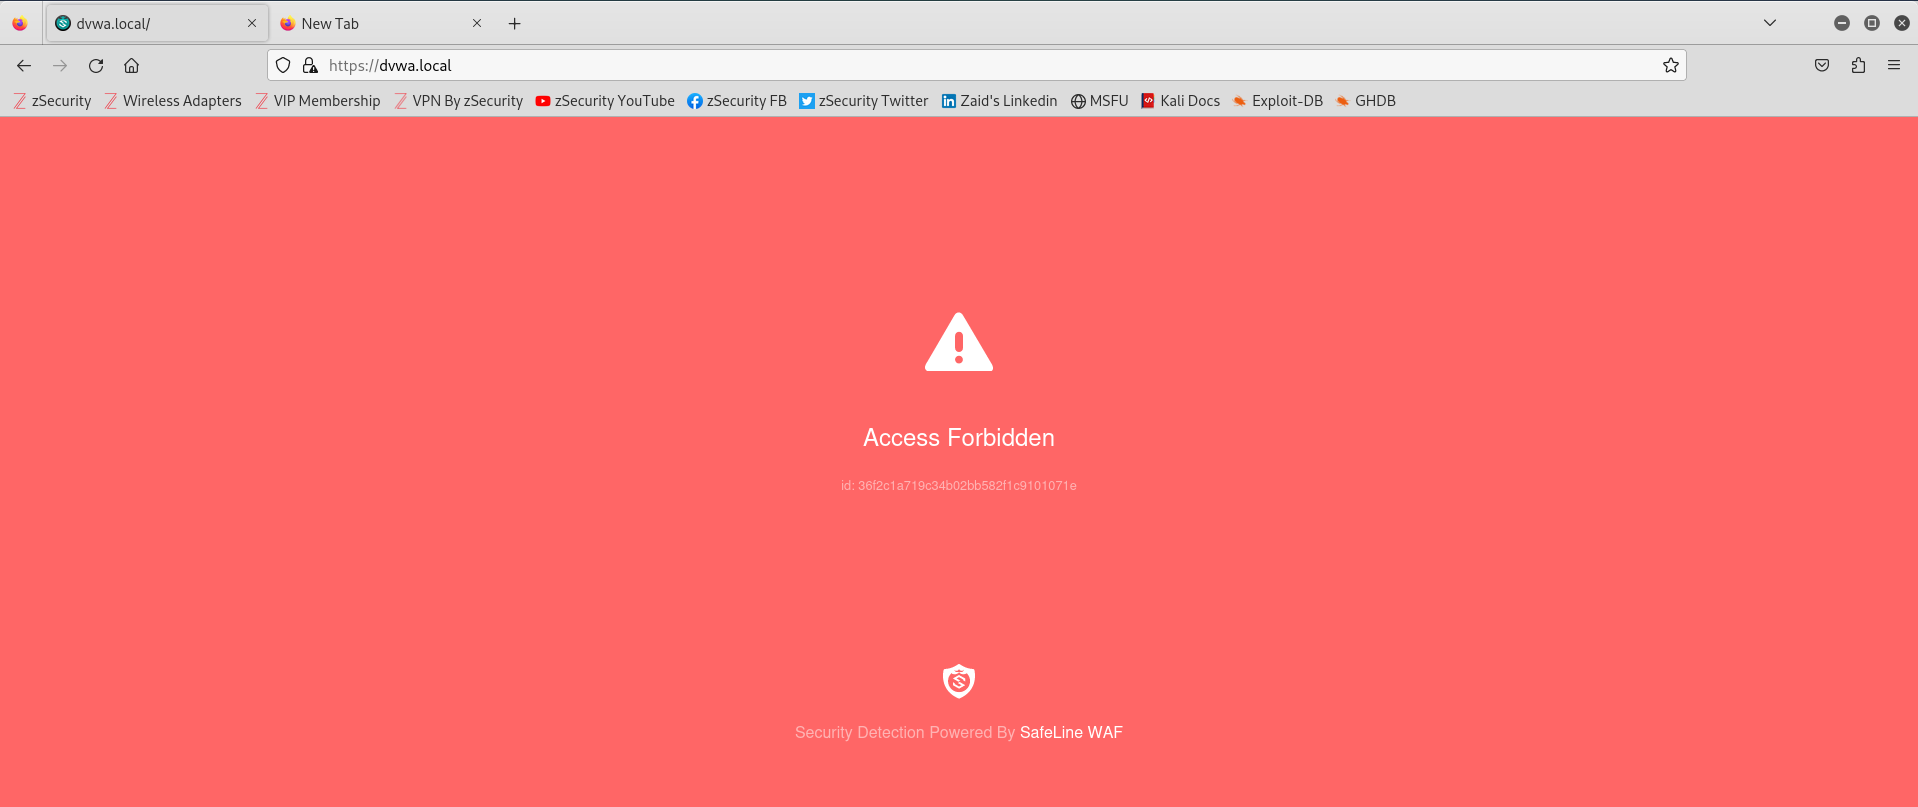 dvwa.local/
New Tab
https://dvwa.local
zSecurity Wireless Adapters VIP Membership VPN By zSecurity zSecurity YouTube zSecurity FB zSecurity Twitter Zaid's Linkedin MSFU Kali Docs Exploit-DB GHDB
Access Forbidden
id: 36f2c1a719c34b02bb582f1c9101071e
Security Detection Powered By SafeLine WAF